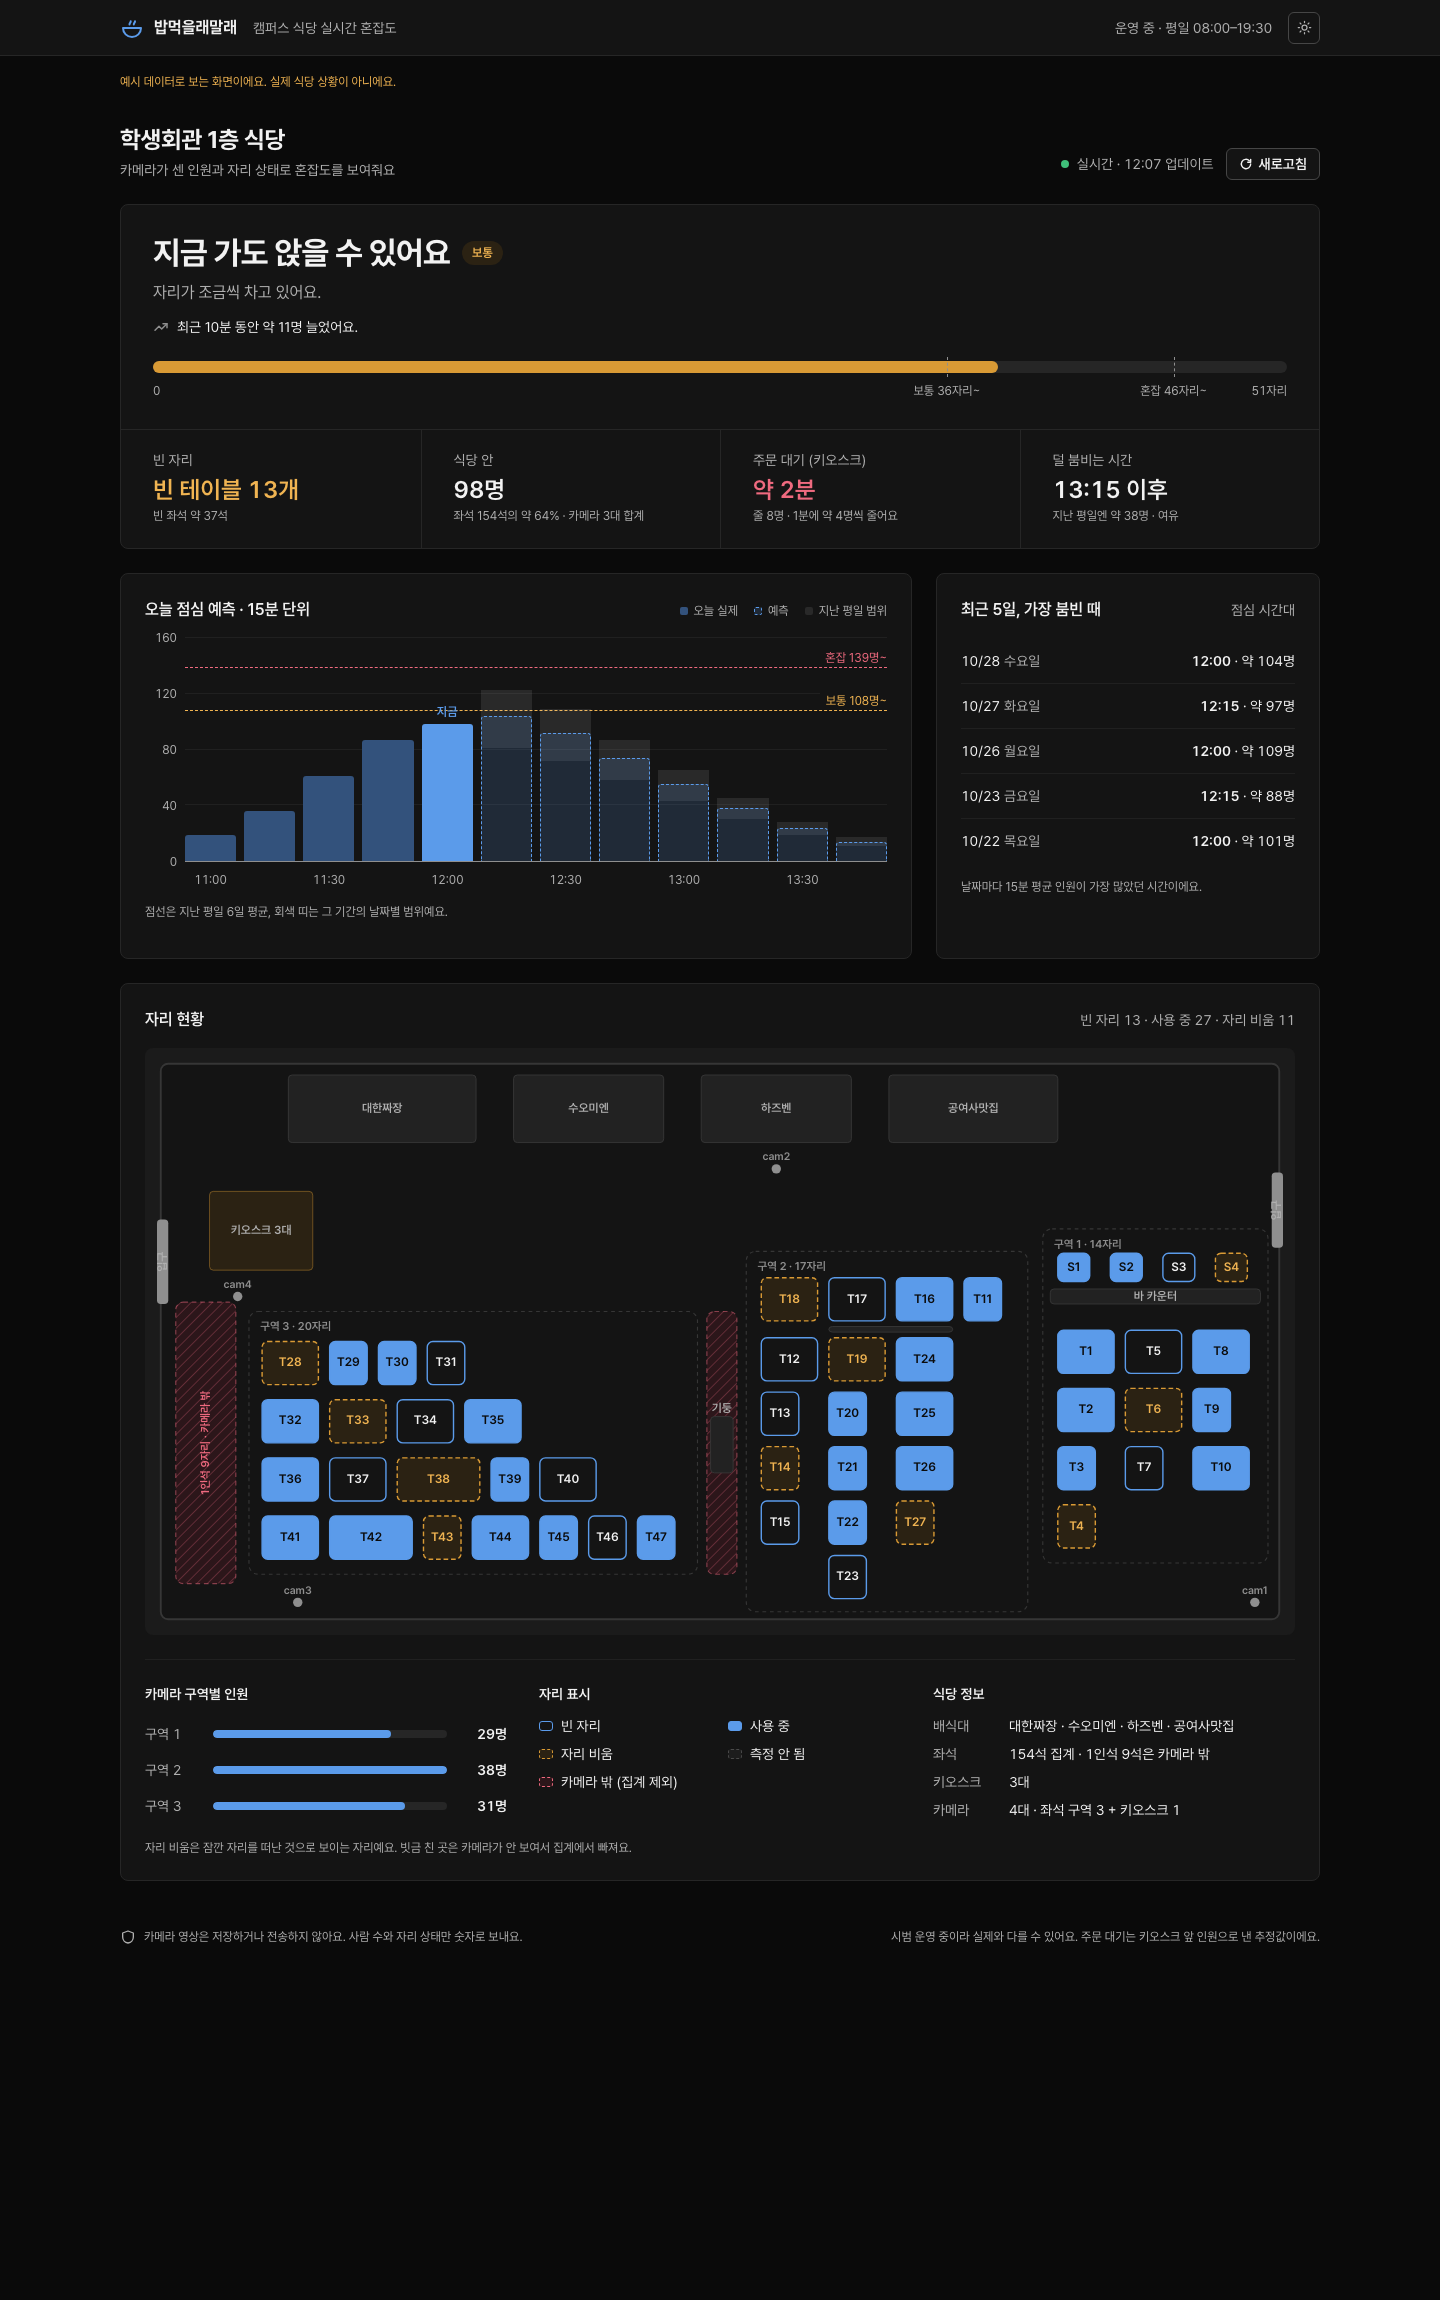 밥먹을래말래 캠퍼스 식당 실시간 혼잡도
운영 중 · 평일 08:00–19:30
예시 데이터로 보는 화면이에요. 실제 식당 상황이 아니에요.
학생회관 1층 식당
카메라가 센 인원과 자리 상태로 혼잡도를 보여줘요
실시간 · 12:07 업데이트
새로고침
지금 가도 앉을 수 있어요 보통
자리가 조금씩 차고 있어요.
최근 10분 동안 약 11명 늘었어요.
0 보통 36자리~ 혼잡 46자리~ 51자리
빈 자리
빈 테이블 13개
빈 좌석 약 37석
식당 안
98명
좌석 154석의 약 64% · 카메라 3대 합계
주문 대기 (키오스크)
약 2분
줄 8명 · 1분에 약 4명씩 줄어요
덜 붐비는 시간
13:15 이후
지난 평일엔 약 38명 · 여유
오늘 점심 예측 · 15분 단위
오늘 실제 예측 지난 평일 범위
160
혼잡 139명~
120
보통 108명~
지금
80
40
0
11:00 11:30 12:00 12:30 13:00 13:30
점선은 지난 평일 6일 평균, 회색 띠는 그 기간의 날짜별 범위예요.
최근 5일, 가장 붐빈 때 점심 시간대
10/28 수요일 12:00 · 약 104명
10/27 화요일 12:15 · 약 97명
10/26 월요일 12:00 · 약 109명
10/23 금요일 12:15 · 약 88명
10/22 목요일 12:00 · 약 101명
날짜마다 15분 평균 인원이 가장 많았던 시간이에요.
자리 현황
빈 자리 13 · 사용 중 27 · 자리 비움 11
대한짜장 수오미엔 하즈벤 공여사맛집
cam2
키오스크 3대
입구
입구
cam4
1인석 9자리 · 카메라 밖
구역 3 · 20자리
T28 T29 T30 T31
T32 T33 T34 T35
T36 T37 T38 T39 T40
T41 T42 T43 T44 T45 T46 T47
cam3
기둥
구역 2 · 17자리
T18 T17 T16 T11
T12 T19 T24
T13 T20 T25
T14 T21 T26
T15 T22 T27
T23
구역 1 · 14자리
S1 S2 S3 S4
바 카운터
T1 T5 T8
T2 T6 T9
T3 T7 T10
T4
cam1
카메라 구역별 인원
구역 1 29명
구역 2 38명
구역 3 31명
자리 표시
빈 자리 사용 중
자리 비움 측정 안 됨
카메라 밖 (집계 제외)
식당 정보
배식대 대한짜장 · 수오미엔 · 하즈벤 · 공여사맛집
좌석 154석 집계 · 1인석 9석은 카메라 밖
키오스크 3대
카메라 4대 · 좌석 구역 3 + 키오스크 1
자리 비움은 잠깐 자리를 떠난 것으로 보이는 자리예요. 빗금 친 곳은 카메라가 안 보여서 집계에서 빠져요.
카메라 영상은 저장하거나 전송하지 않아요. 사람 수와 자리 상태만 숫자로 보내요.
시범 운영 중이라 실제와 다를 수 있어요. 주문 대기는 키오스크 앞 인원으로 낸 추정값이에요.